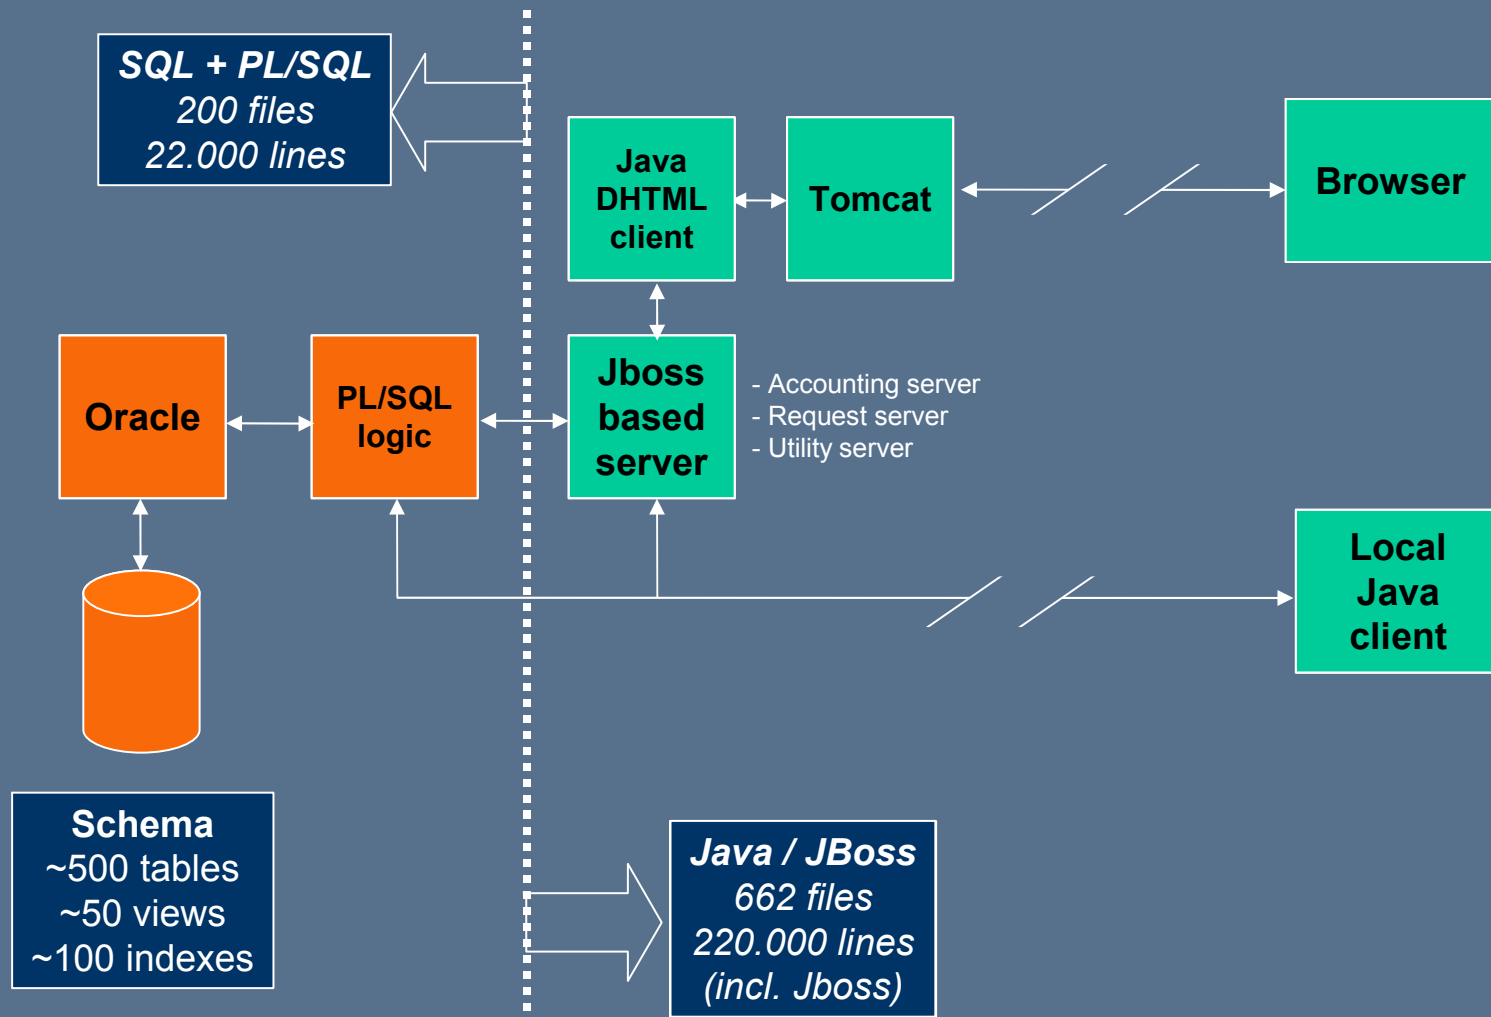 SQL + PL/SQL
200 files
22.000 lines
Java
DHTML
client
Tomcat
Browser
Oracle
PL/SQL
logic
Jboss
based
server
- Accounting server
- Request server
- Utility server
Local
Java
client
Schema
~500 tables
~50 views
~100 indexes
Java / JBoss
662 files
220.000 lines
(incl. Jboss)